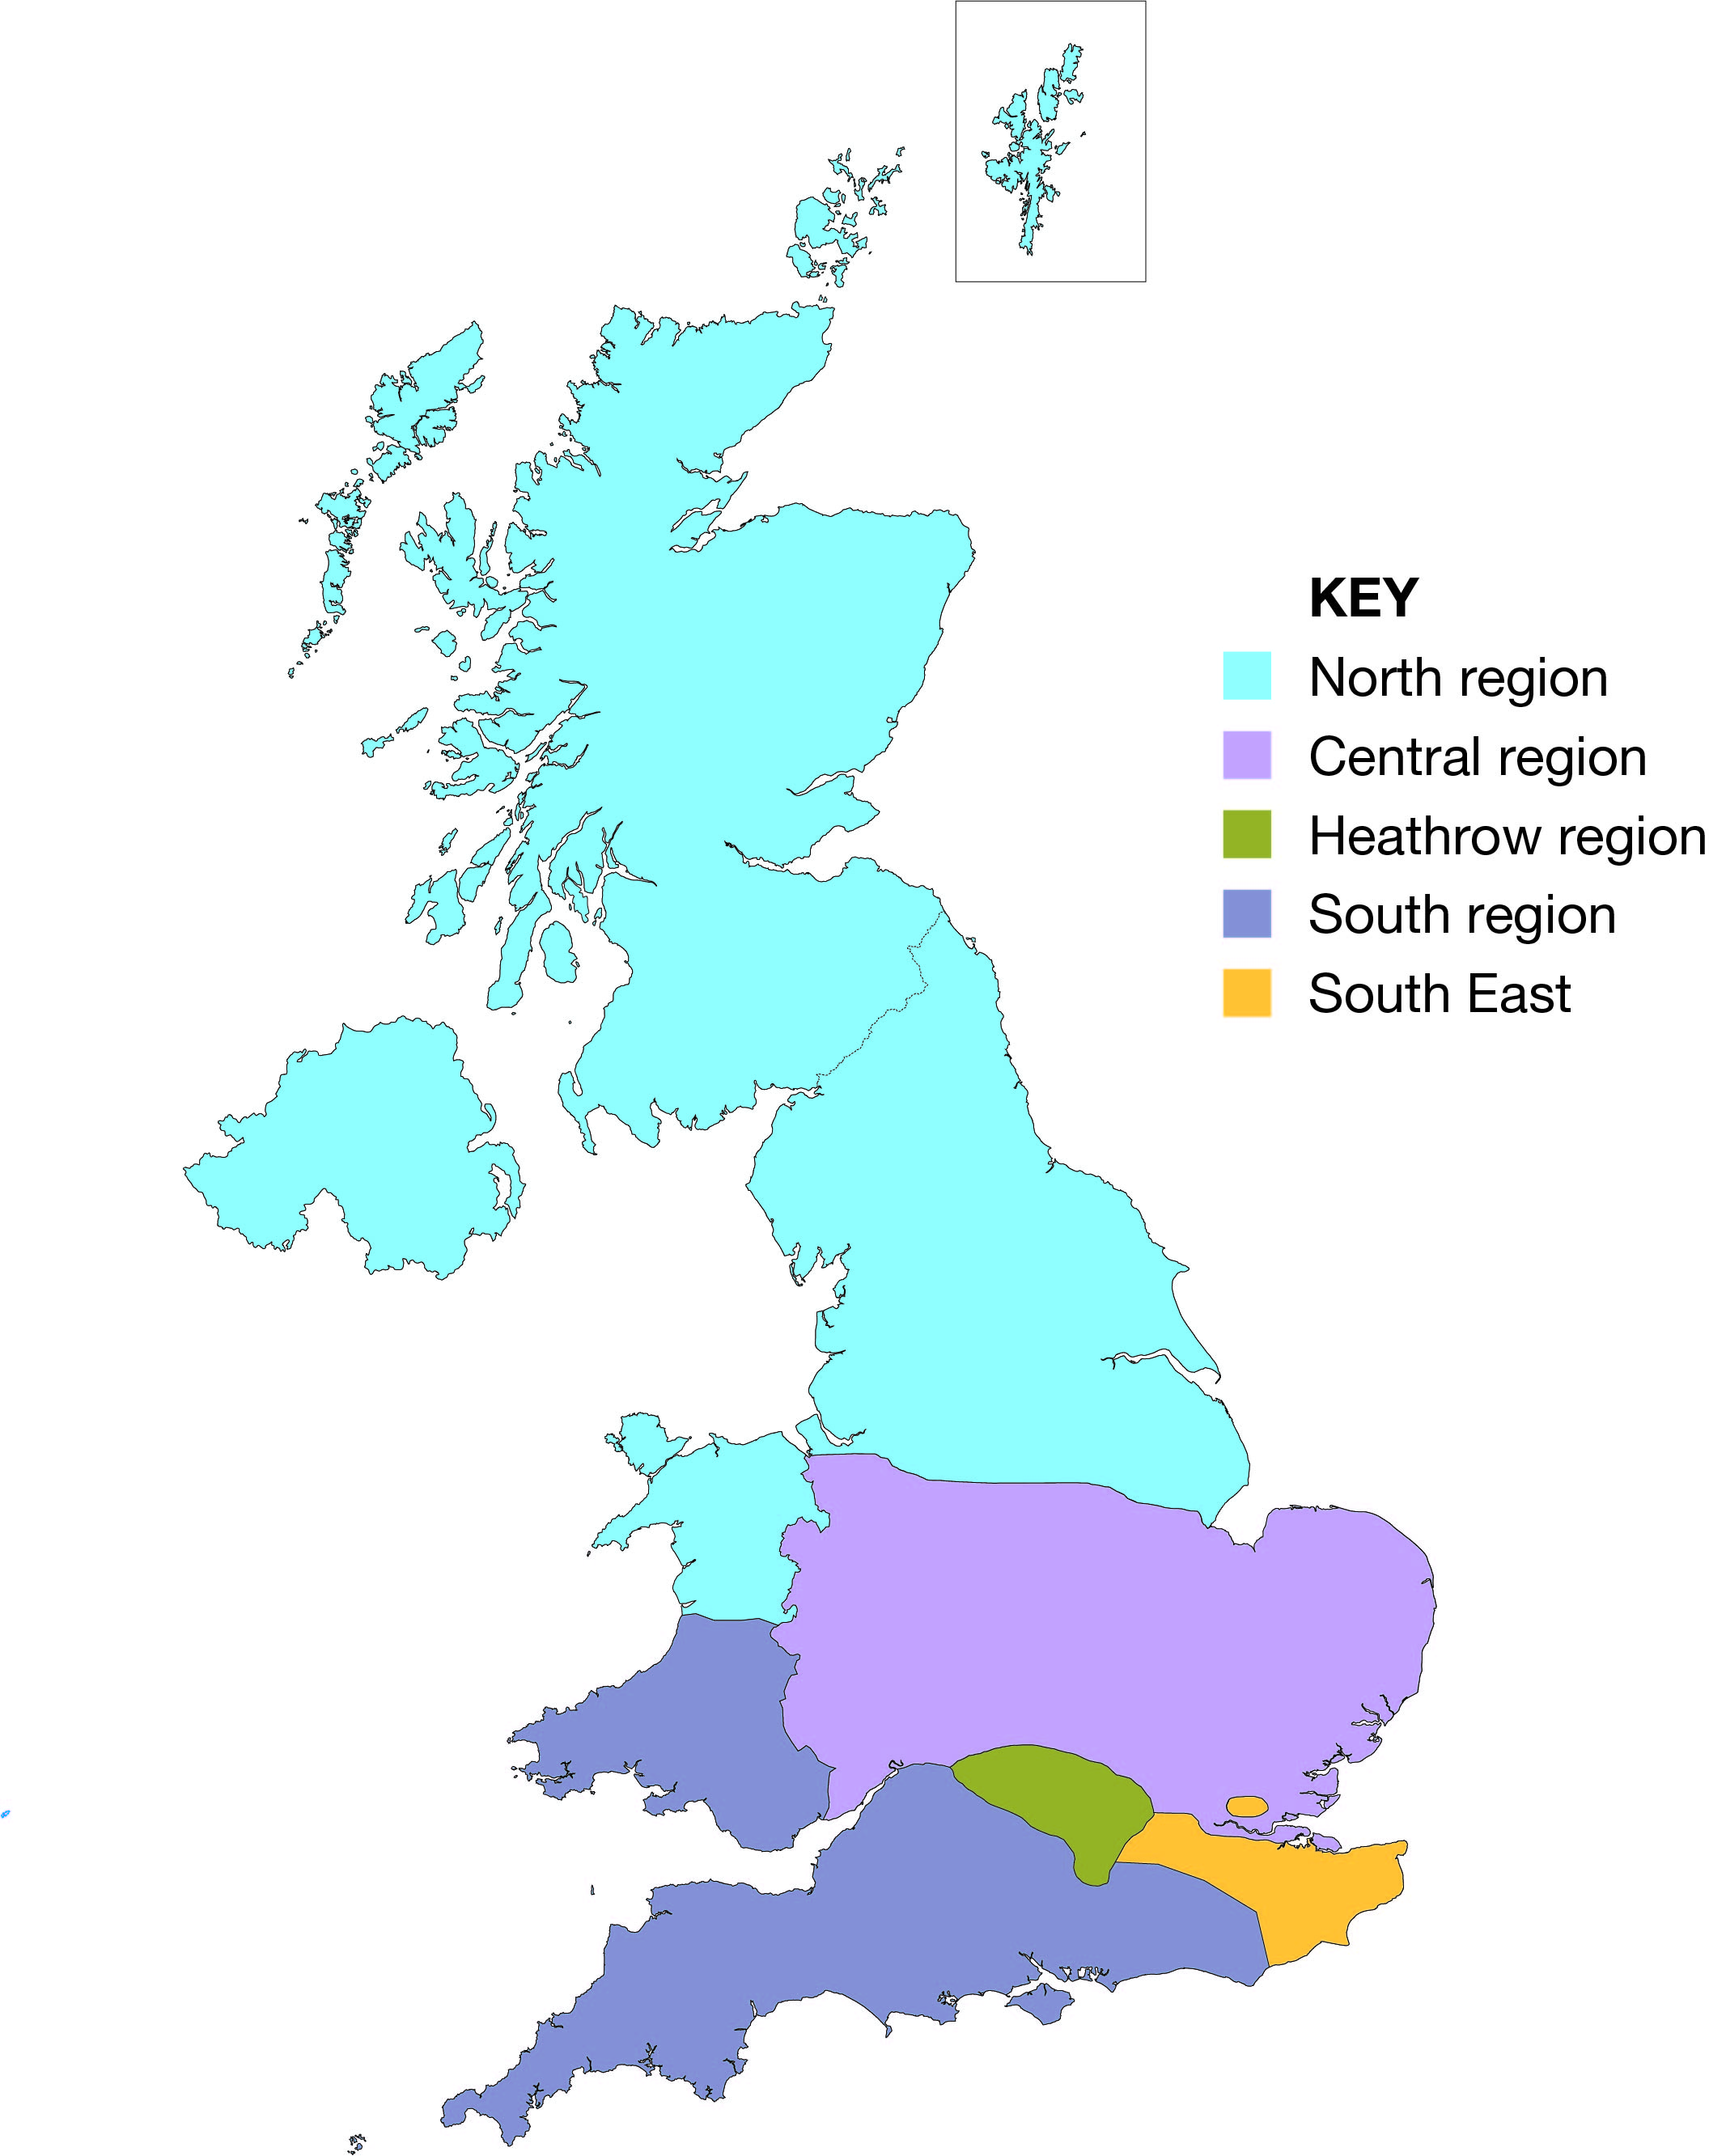 KEY
North region
Central region
Heathrow region
South region
South East